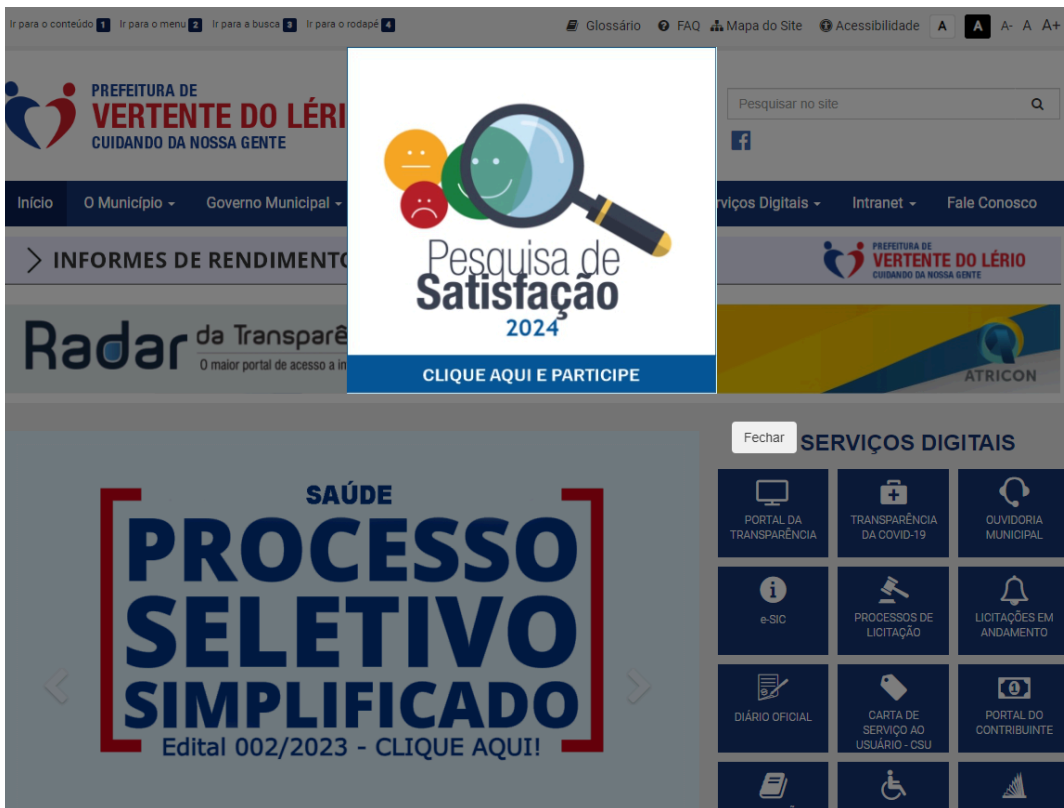 Ir para o conteúdo 1 Ir para o menu 2 Ir para a busca 3 Ir para o rodapé 4
Glossário FAQ Mapa do Site Acessibilidade A A A- A A+
PREFEITURA DE
VERTENTE DO LÉRI
CUIDANDO DA NOSSA GENTE
Pesquisar no site
Pesquisa de
Satisfação
2024
CLIQUE AQUI E PARTICIPE
Início O Município Governo Municipal
rviços Digitais Intranet Fale Conosco
INFORMES DE RENDIMENTO
PREFEITURA DE
VERTENTE DO LÉRIO
CUIDANDO DA NOSSA GENTE
Radar da Transparê
O maior portal de acesso a in
ATRICON
Fechar
SERVIÇOS DIGITAIS
SAÚDE
PROCESSO
SELETIVO
SIMPLIFICADO
Edital 002/2023 - CLIQUE AQUI!
PORTAL DA
TRANSPARÊNCIA
TRANSPARÊNCIA
DA COVID-19
OUVIDORIA
MUNICIPAL
e-SIC
PROCESSOS DE
LICITAÇÃO
LICITAÇÕES EM
ANDAMENTO
DIÁRIO OFICIAL
CARTA DE
SERVIÇO AO
USUÁRIO - CSU
PORTAL DO
CONTRIBUINTE